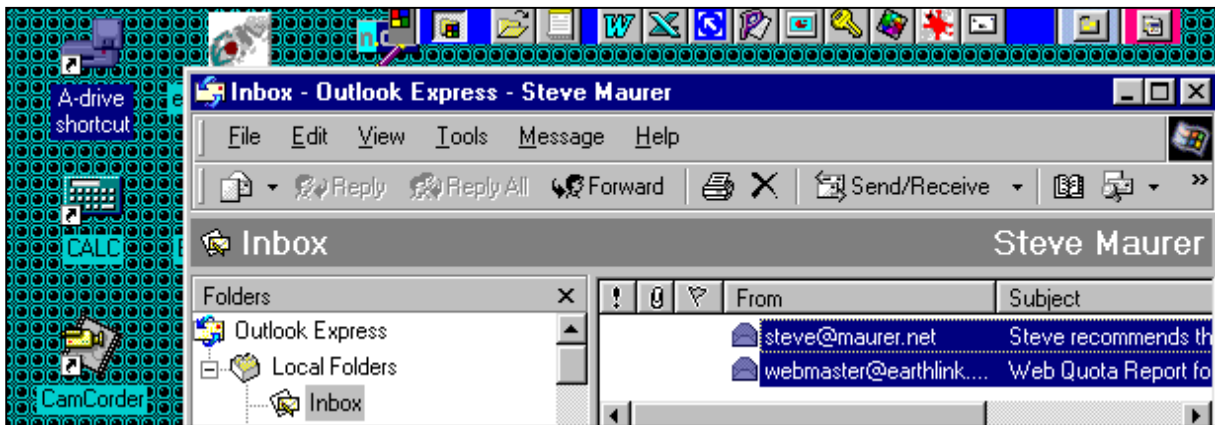 A-drive
shortcut
CALC
CamCorder
Inbox - Outlook Express - Steve Maurer
File Edit View Tools Message Help
Reply Reply All Forward Send/Receive »
Inbox Steve Maurer
Folders
Outlook Express
Local Folders
Inbox
! From Subject
steve@maurer.net Steve recommends th
webmaster@earthlink.... Web Quota Report fo